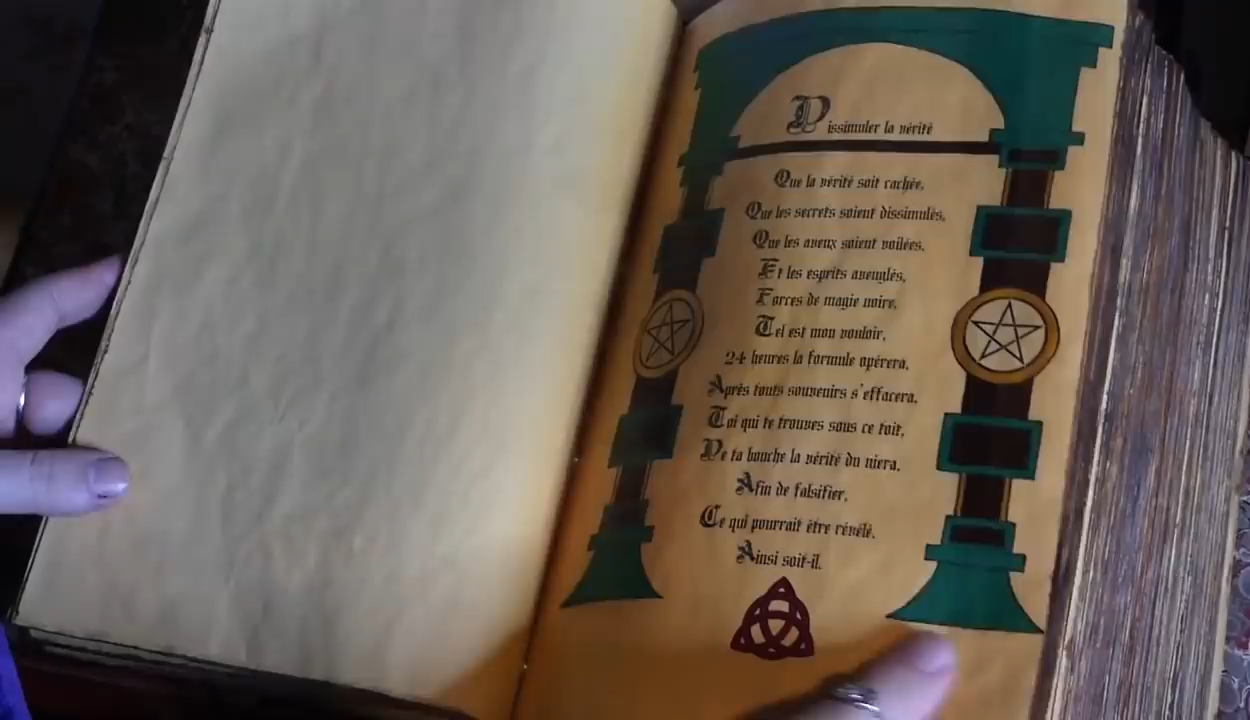 Dissimuler la vérité
Que la vérité soit cachée,
Que les secrets soient dissimulés,
Que les aveux soient voilées,
Et les esprits aveuglés,
Forces de magie noire,
Tel est mon vouloir,
24 heures la formule opérera,
Après touts souvenirs s'effacera,
Toi qui te trouves sous ce toit,
De ta bouche la vérité du niera,
Afin de falsifier,
Ce qui pourrait être révélé,
Ainsi soit-il.